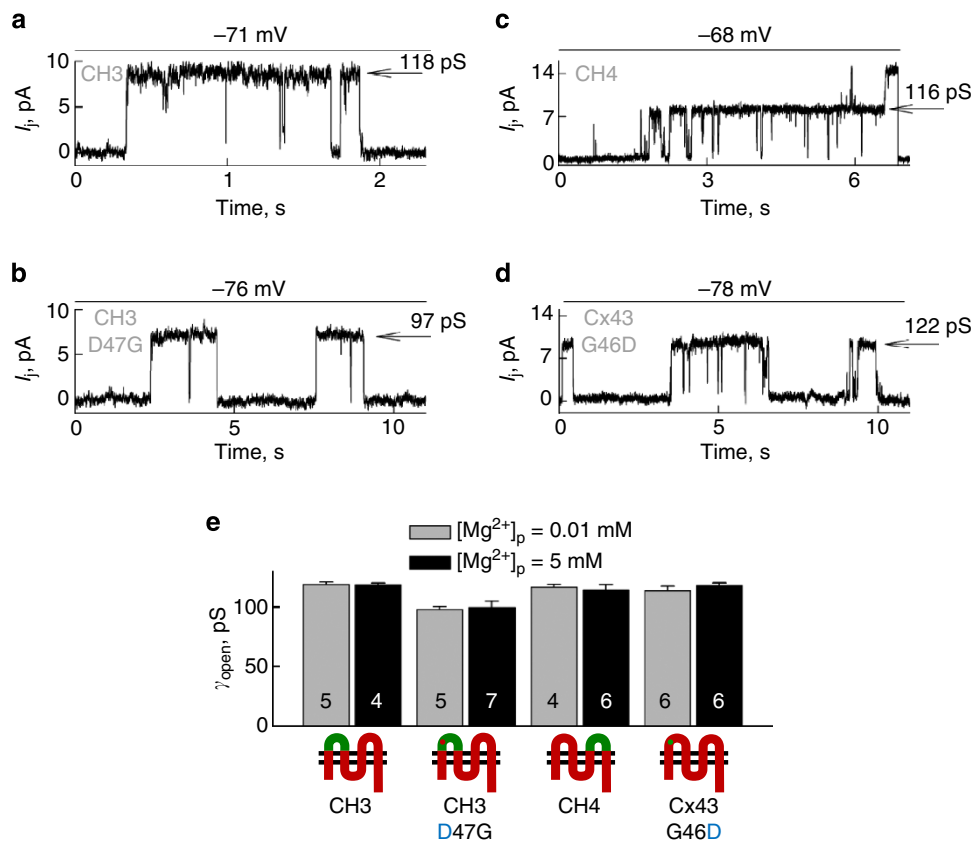 a
–71 mV
CH3
118 pS
Ij, pA
10
5
0
0 1 2
Time, s
b
–76 mV
CH3
D47G
97 pS
Ij, pA
10
5
0
0 5 10
Time, s
c
–68 mV
CH4
116 pS
Ij, pA
14
7
0
0 3 6
Time, s
d
–78 mV
Cx43
G46D
122 pS
Ij, pA
14
7
0
0 5 10
Time, s
e
[Mg2+]p = 0.01 mM
[Mg2+]p = 5 mM
γopen, pS
100
50
0
5 4 5 7 4 6 6 6
CH3 CH3 CH4 Cx43
D47G G46D